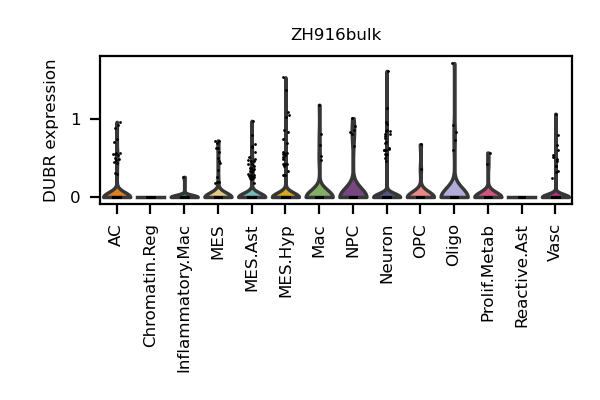 ZH916bulk
DUBR expression
1
0
AC
Chromatin.Reg
Inflammatory.Mac
MES
MES.Ast
MES.Hyp
Mac
NPC
Neuron
OPC
Oligo
Prolif.Metab
Reactive.Ast
Vasc